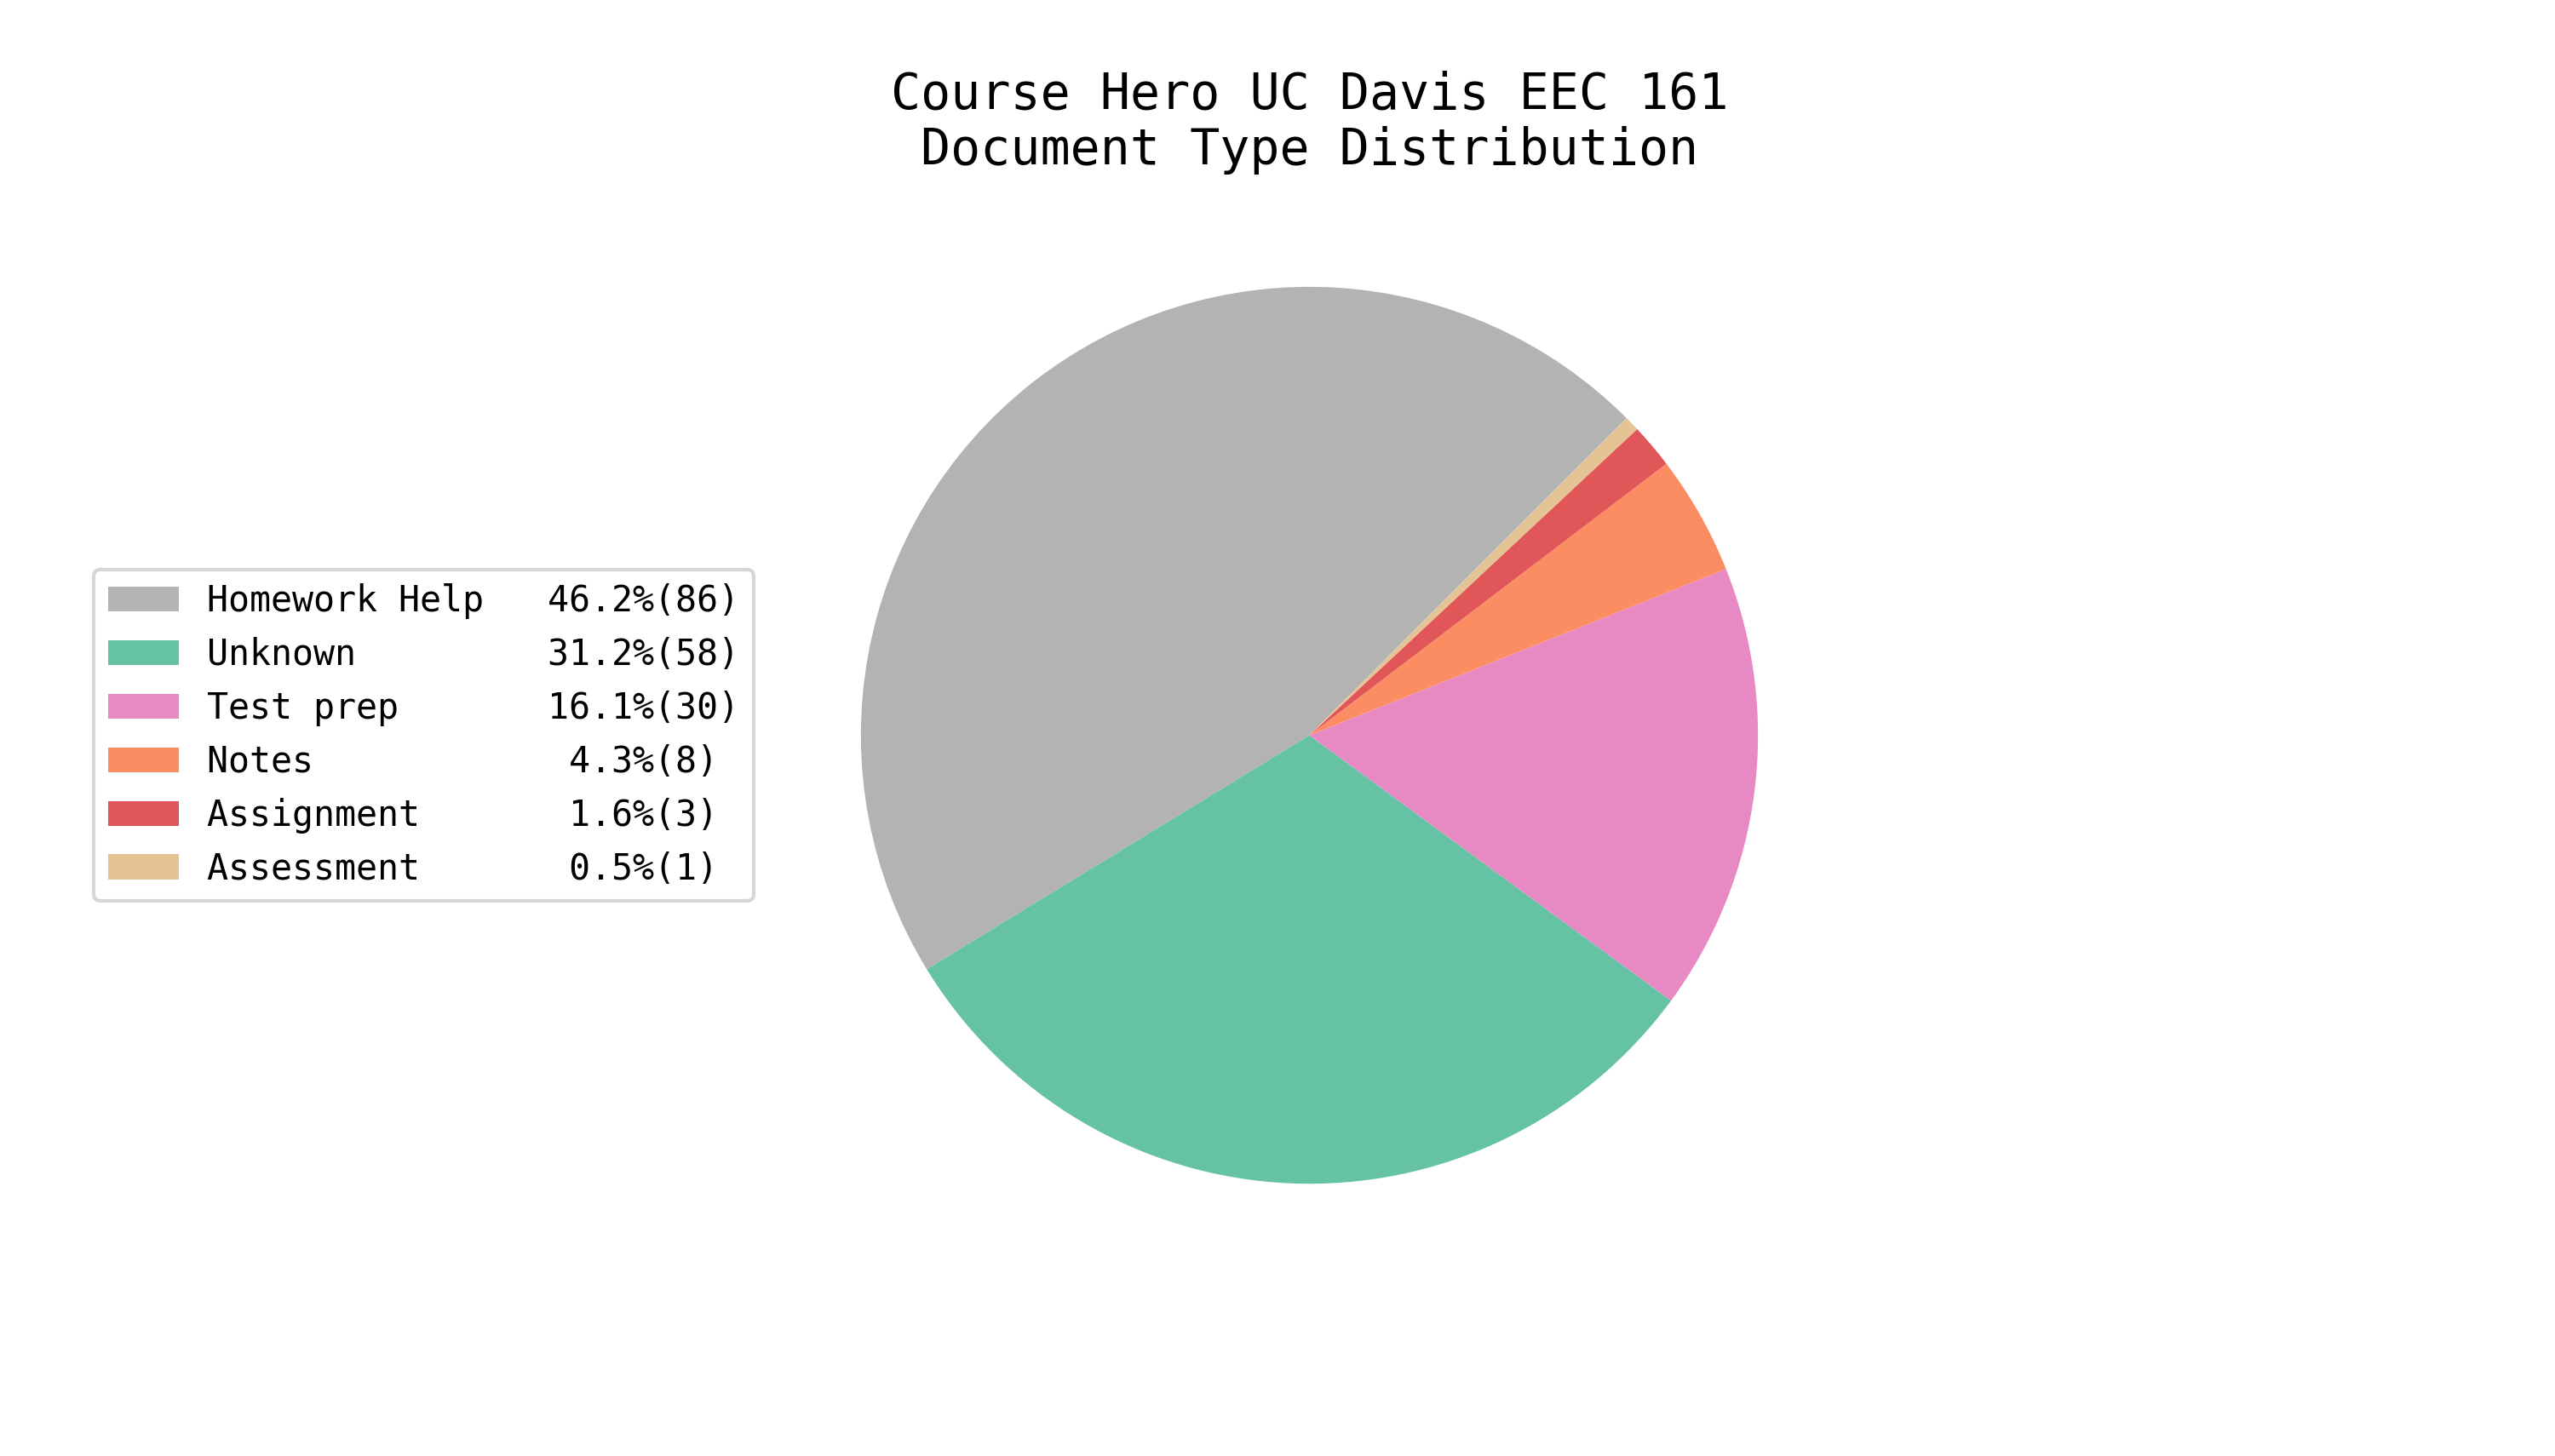 Course Hero UC Davis EEC 161
Document Type Distribution
Homework Help 46.2%(86)
Unknown 31.2%(58)
Test prep 16.1%(30)
Notes 4.3%(8)
Assignment 1.6%(3)
Assessment 0.5%(1)